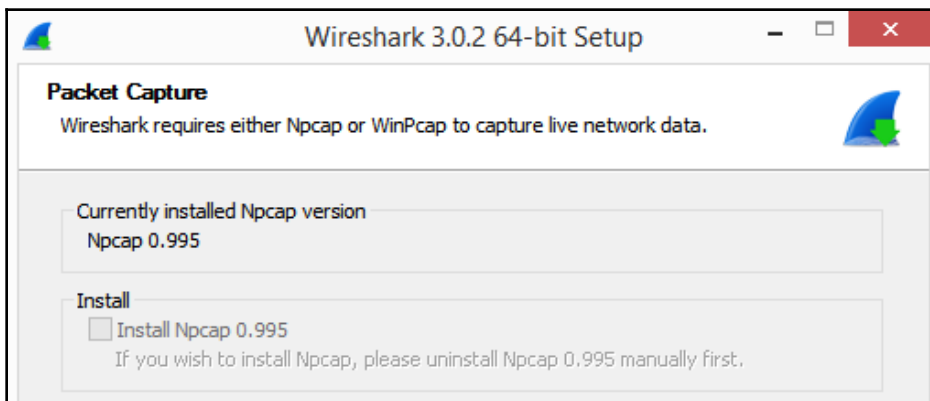 Wireshark 3.0.2 64-bit Setup
Packet Capture
Wireshark requires either Npcap or WinPcap to capture live network data.
Currently installed Npcap version
Npcap 0.995
Install
Install Npcap 0.995
If you wish to install Npcap, please uninstall Npcap 0.995 manually first.